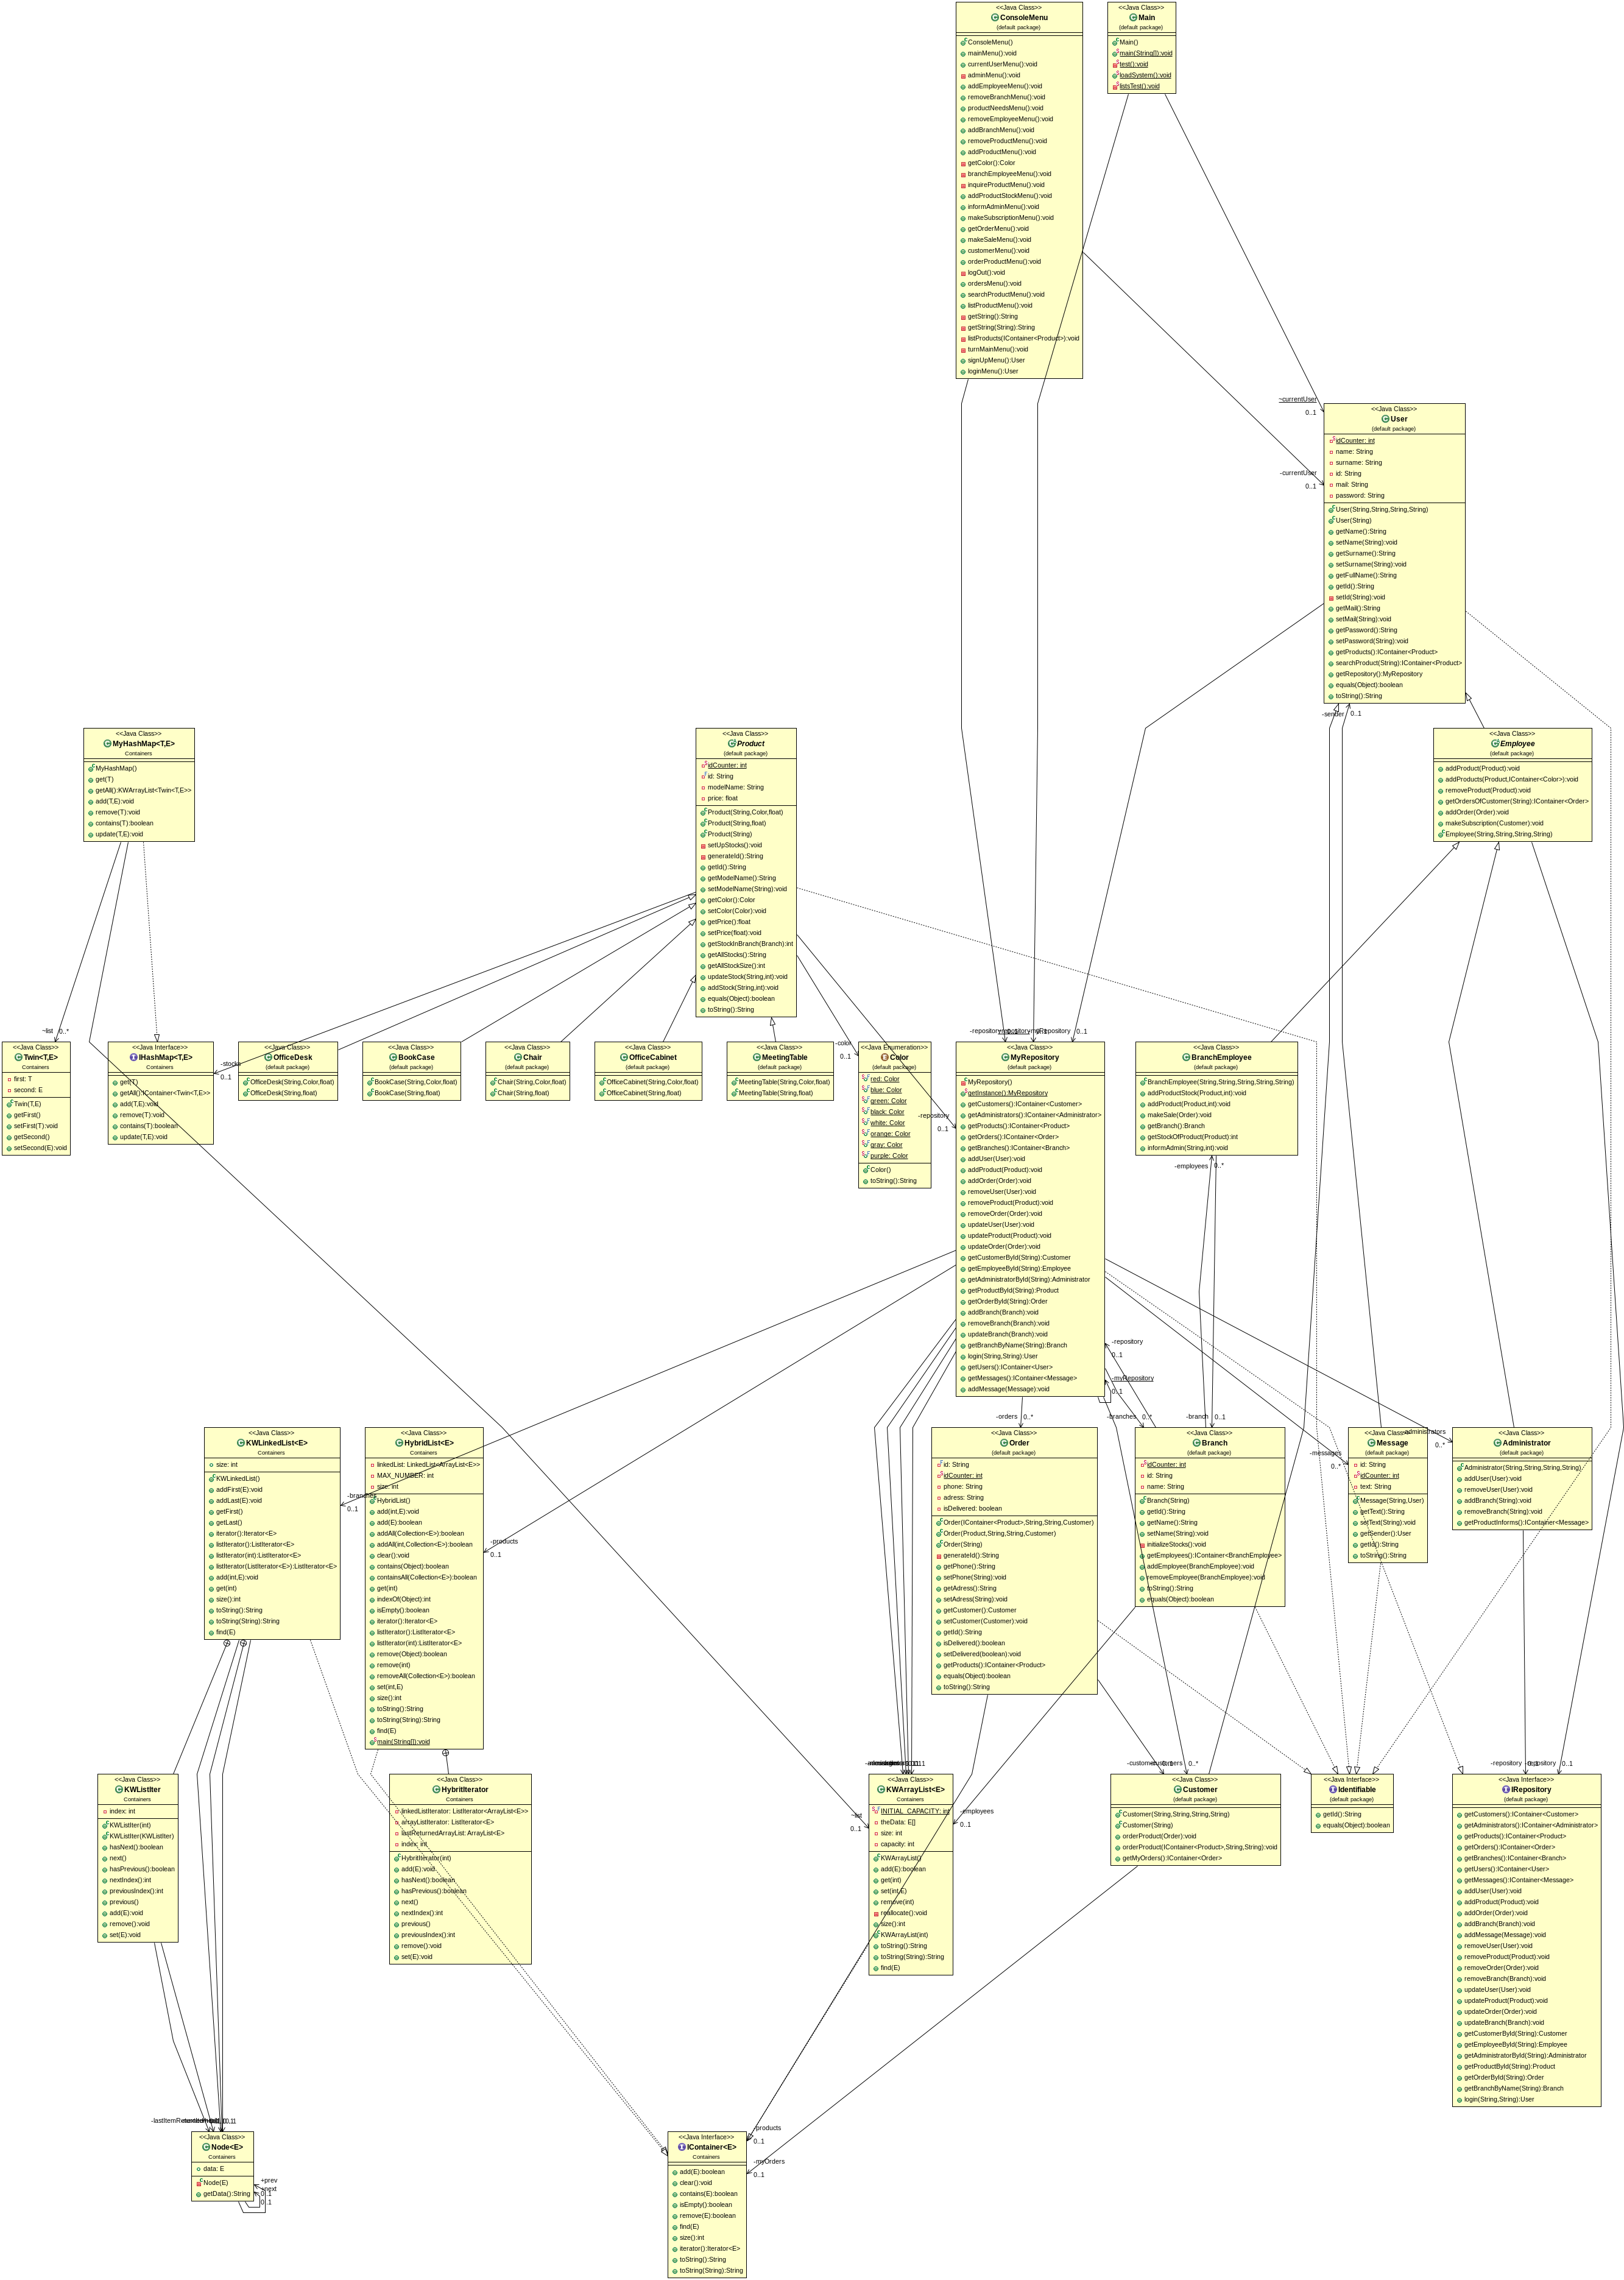 <<Java Class>>
ConsoleMenu
(default package)
ConsoleMenu()
mainMenu():void
currentUserMenu():void
adminMenu():void
addEmployeeMenu():void
removeBranchMenu():void
productNeedsMenu():void
removeEmployeeMenu():void
addBranchMenu():void
removeProductMenu():void
addProductMenu():void
getColor():Color
branchEmployeeMenu():void
inquireProductMenu():void
addProductStockMenu():void
informAdminMenu():void
makeSubscriptionMenu():void
getOrderMenu():void
makeSaleMenu():void
customerMenu():void
orderProductMenu():void
logOut():void
ordersMenu():void
searchProductMenu():void
listProductMenu():void
getString():String
getString(String):String
listProducts(IContainer<Product>):void
turnMainMenu():void
signUpMenu():User
loginMenu():User
<<Java Class>>
Main
(default package)
Main()
main(String[]):void
test():void
loadSystem():void
listsTest():void
~currentUser
0..1
-currentUser
0..1
<<Java Class>>
User
(default package)
idCounter: int
name: String
surname: String
id: String
mail: String
password: String
User(String,String,String,String)
User(String)
getName():String
setName(String):void
getSurname():String
setSurname(String):void
getFullName():String
getId():String
setId(String):void
getMail():String
setMail(String):void
getPassword():String
setPassword(String):void
getProducts():IContainer<Product>
searchProduct(String):IContainer<Product>
getRepository():MyRepository
equals(Object):boolean
toString():String
-sender
0..1
<<Java Class>>
MyHashMap<T,E>
Containers
MyHashMap()
get(T)
getAll():KWArrayList<Twin<T,E>>
add(T,E):void
remove(T):void
contains(T):boolean
update(T,E):void
<<Java Class>>
Product
(default package)
idCounter: int
id: String
modelName: String
price: float
Product(String,Color,float)
Product(String,float)
Product(String)
setUpStocks():void
generateId():String
getId():String
getModelName():String
setModelName(String):void
getColor():Color
setColor(Color):void
getPrice():float
setPrice(float):void
getStockInBranch(Branch):int
getAllStocks():String
getAllStockSize():int
updateStock(String,int):void
addStock(String,int):void
equals(Object):boolean
toString():String
<<Java Class>>
Employee
(default package)
addProduct(Product):void
addProducts(Product,IContainer<Color>):void
removeProduct(Product):void
getOrdersOfCustomer(String):IContainer<Order>
addOrder(Order):void
makeSubscription(Customer):void
Employee(String,String,String,String)
~list
0..*
<<Java Class>>
Twin<T,E>
Containers
first: T
second: E
Twin(T,E)
getFirst()
setFirst(T):void
getSecond()
setSecond(E):void
<<Java Interface>>
IHashMap<T,E>
Containers
get(T)
getAll():IContainer<Twin<T,E>>
add(T,E):void
remove(T):void
contains(T):boolean
update(T,E):void
-stocks
0..1
<<Java Class>>
OfficeDesk
(default package)
OfficeDesk(String,Color,float)
OfficeDesk(String,float)
<<Java Class>>
BookCase
(default package)
BookCase(String,Color,float)
BookCase(String,float)
<<Java Class>>
Chair
(default package)
Chair(String,Color,float)
Chair(String,float)
<<Java Class>>
OfficeCabinet
(default package)
OfficeCabinet(String,Color,float)
OfficeCabinet(String,float)
<<Java Class>>
MeetingTable
(default package)
MeetingTable(String,Color,float)
MeetingTable(String,float)
-color
0..1
<<Java Enumeration>>
Color
(default package)
red: Color
blue: Color
green: Color
black: Color
white: Color
orange: Color
gray: Color
purple: Color
Color()
toString():String
-repository
0..1
-repository
0..1
<<Java Class>>
MyRepository
(default package)
MyRepository()
getInstance():MyRepository
getCustomers():IContainer<Customer>
getAdministrators():IContainer<Administrator>
getProducts():IContainer<Product>
getOrders():IContainer<Order>
getBranches():IContainer<Branch>
addUser(User):void
addProduct(Product):void
addOrder(Order):void
removeUser(User):void
removeProduct(Product):void
removeOrder(Order):void
updateUser(User):void
updateProduct(Product):void
updateOrder(Order):void
getCustomerById(String):Customer
getEmployeeById(String):Employee
getAdministratorById(String):Administrator
getProductById(String):Product
getOrderById(String):Order
addBranch(Branch):void
removeBranch(Branch):void
updateBranch(Branch):void
getBranchByName(String):Branch
login(String,String):User
getUsers():IContainer<User>
getMessages():IContainer<Message>
addMessage(Message):void
<<Java Class>>
BranchEmployee
(default package)
BranchEmployee(String,String,String,String,String)
addProductStock(Product,int):void
addProduct(Product,int):void
makeSale(Order):void
getBranch():Branch
getStockOfProduct(Product):int
informAdmin(String,int):void
-employees
0..*
-repository
0..1
-myRepository
0..1
-orders
0..*
-branches
0..*
-branch
0..1
-messages
0..*
0..*
<<Java Class>>
KWLinkedList<E>
Containers
size: int
KWLinkedList()
addFirst(E):void
addLast(E):void
getFirst()
getLast()
iterator():Iterator<E>
listIterator():ListIterator<E>
listIterator(int):ListIterator<E>
listIterator(ListIterator<E>):ListIterator<E>
add(int,E):void
get(int)
size():int
toString():String
toString(String):String
find(E)
-branches
0..1
<<Java Class>>
HybridList<E>
Containers
linkedList: LinkedList<ArrayList<E>>
MAX_NUMBER: int
size: int
HybridList()
add(int,E):void
add(E):boolean
addAll(Collection<E>):boolean
addAll(int,Collection<E>):boolean
clear():void
contains(Object):boolean
containsAll(Collection<E>):boolean
get(int)
indexOf(Object):int
isEmpty():boolean
iterator():Iterator<E>
listIterator():ListIterator<E>
listIterator(int):ListIterator<E>
remove(Object):boolean
remove(int)
removeAll(Collection<E>):boolean
set(int,E)
size():int
toString():String
toString(String):String
find(E)
main(String[]):void
-products
0..1
<<Java Class>>
Order
(default package)
id: String
idCounter: int
phone: String
adress: String
isDelivered: boolean
Order(IContainer<Product>,String,String,Customer)
Order(Product,String,String,Customer)
Order(String)
generateId():String
getPhone():String
setPhone(String):void
getAdress():String
setAdress(String):void
getCustomer():Customer
setCustomer(Customer):void
getId():String
isDelivered():boolean
setDelivered(boolean):void
getProducts():IContainer<Product>
equals(Object):boolean
toString():String
<<Java Class>>
Branch
(default package)
idCounter: int
id: String
name: String
Branch(String)
getId():String
getName():String
setName(String):void
initializeStocks():void
getEmployees():IContainer<BranchEmployee>
addEmployee(BranchEmployee):void
removeEmployee(BranchEmployee):void
toString():String
equals(Object):boolean
<<Java Class>>
Message
(default package)
id: String
idCounter: int
text: String
Message(String,User)
getText():String
setText(String):void
getSender():User
getId():String
toString():String
<<Java Class>>
Administrator
(default package)
Administrator(String,String,String,String)
addUser(User):void
removeUser(User):void
addBranch(String):void
removeBranch(String):void
getProductInforms():IContainer<Message>
<<Java Class>>
KWListIter
Containers
index: int
KWListIter(int)
KWListIter(KWListIter)
hasNext():boolean
next()
hasPrevious():boolean
nextIndex():int
previousIndex():int
previous()
add(E):void
remove():void
set(E):void
<<Java Class>>
HybritIterator
Containers
linkedListIterator: ListIterator<ArrayList<E>>
arrayListIterator: ListIterator<E>
lastReturnedArrayList: ArrayList<E>
index: int
HybritIterator(int)
add(E):void
hasNext():boolean
hasPrevious():boolean
next()
nextIndex():int
previous()
previousIndex():int
remove():void
set(E):void
~list
0..1
<<Java Class>>
KWArrayList<E>
Containers
INITIAL_CAPACITY: int
theData: E[]
size: int
capacity: int
KWArrayList()
add(E):boolean
get(int)
set(int,E)
remove(int)
reallocate():void
size():int
KWArrayList(int)
toString():String
toString(String):String
find(E)
-employees
0..1
0..*
<<Java Class>>
Customer
(default package)
Customer(String,String,String,String)
Customer(String)
orderProduct(Order):void
orderProduct(IContainer<Product>,String,String):void
getMyOrders():IContainer<Order>
<<Java Interface>>
Identifiable
(default package)
getId():String
equals(Object):boolean
-repository
0..1
<<Java Interface>>
IRepository
(default package)
getCustomers():IContainer<Customer>
getAdministrators():IContainer<Administrator>
getProducts():IContainer<Product>
getOrders():IContainer<Order>
getBranches():IContainer<Branch>
getUsers():IContainer<User>
getMessages():IContainer<Message>
addUser(User):void
addProduct(Product):void
addOrder(Order):void
addBranch(Branch):void
addMessage(Message):void
removeUser(User):void
removeProduct(Product):void
removeOrder(Order):void
removeBranch(Branch):void
updateUser(User):void
updateProduct(Product):void
updateOrder(Order):void
updateBranch(Branch):void
getCustomerById(String):Customer
getEmployeeById(String):Employee
getAdministratorById(String):Administrator
getProductById(String):Product
getOrderById(String):Order
getBranchByName(String):Branch
login(String,String):User
<<Java Class>>
Node<E>
Containers
data: E
Node(E)
getData():String
+prev
0..1
0..1
<<Java Interface>>
IContainer<E>
Containers
add(E):boolean
clear():void
contains(E):boolean
isEmpty():boolean
remove(E):boolean
find(E)
size():int
iterator():Iterator<E>
toString():String
toString(String):String
-products
0..1
-myOrders
0..1